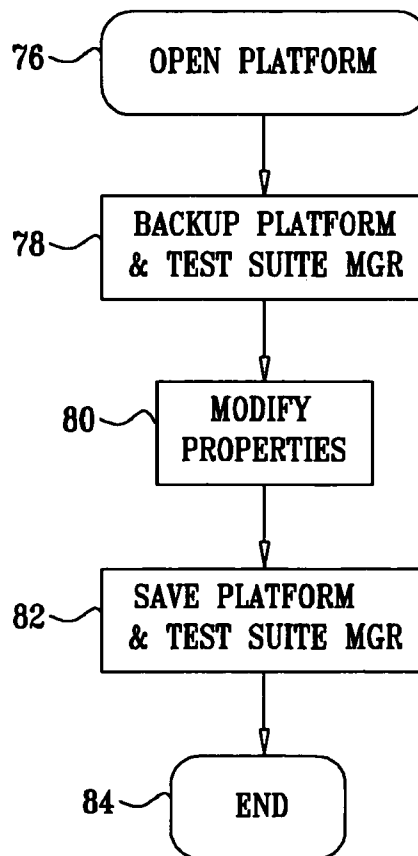 76
OPEN PLATFORM
78
BACKUP PLATFORM
& TEST SUITE MGR
80
MODIFY
PROPERTIES
82
SAVE PLATFORM
& TEST SUITE MGR
84
END